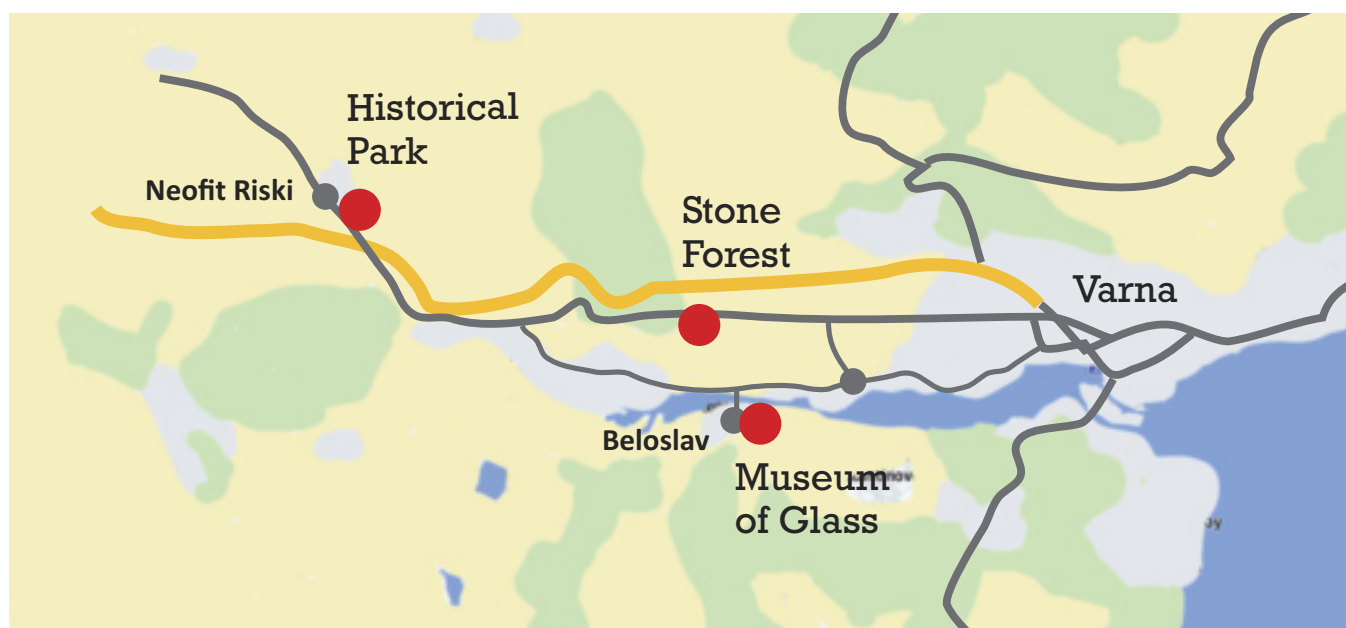 Historical
Park
Neofit Riski
Stone
Forest
Varna
Beloslav
Museum
of Glass